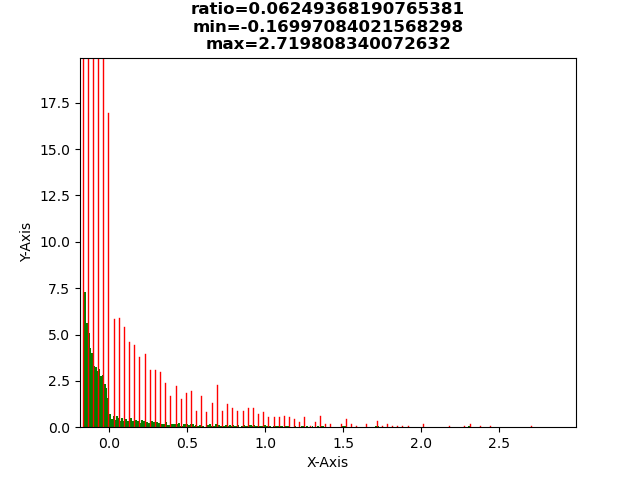 ratio=0.06249368190765381
min=-0.16997084021568298
max=2.719808340072632
Y-Axis
17.5
15.0
12.5
10.0
7.5
5.0
2.5
0.0
0.0 0.5 1.0 1.5 2.0 2.5
X-Axis